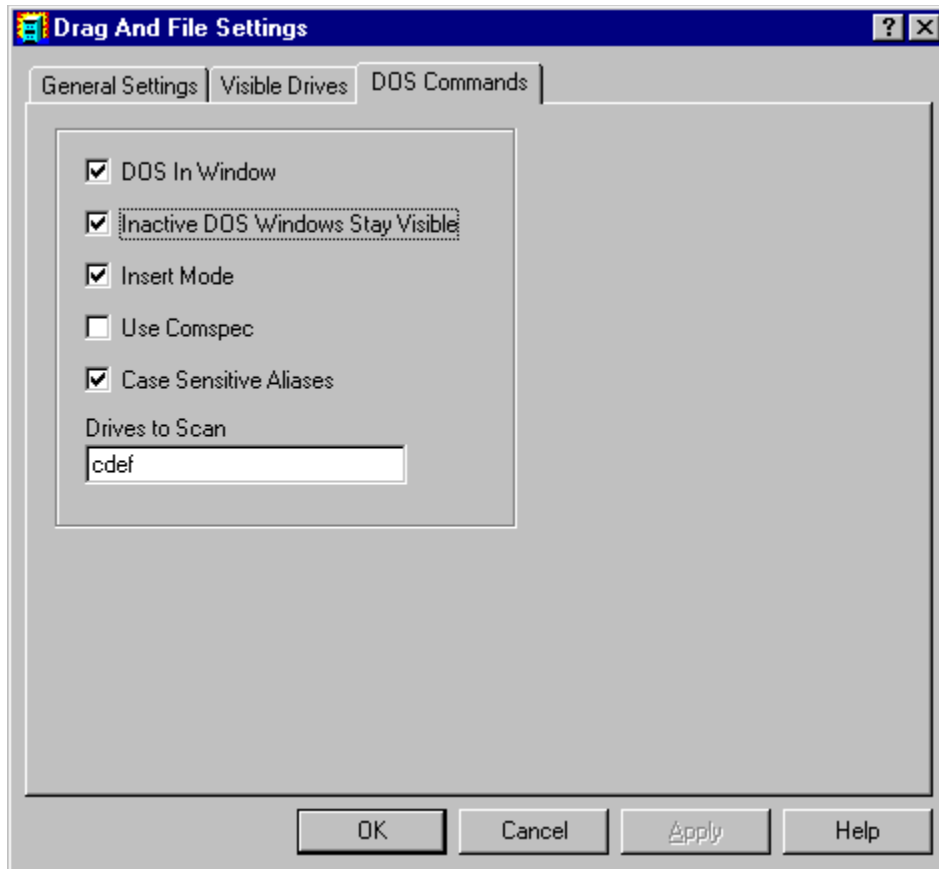 Drag And File Settings
General Settings Visible Drives DOS Commands
DOS In Window
Inactive DOS Windows Stay Visible
Insert Mode
Use Comspec
Case Sensitive Aliases
Drives to Scan
cdef
OK Cancel Apply Help